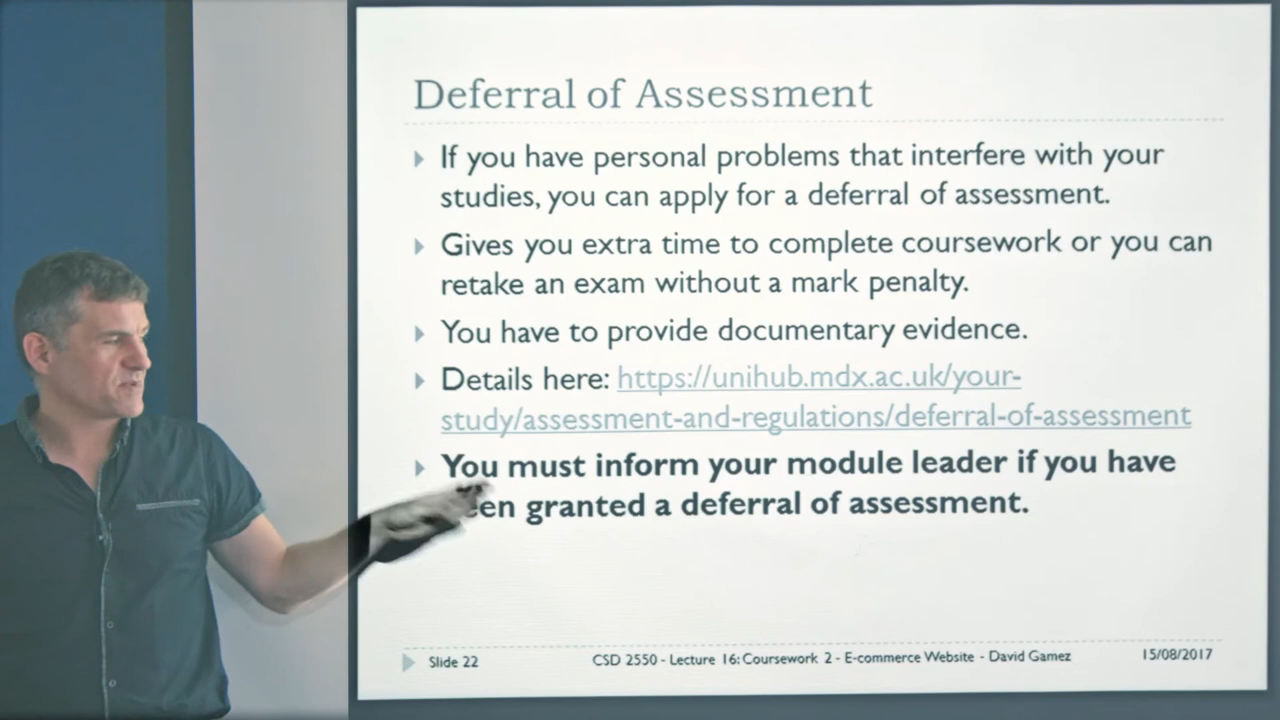 Deferral of Assessment
If you have personal problems that interfere with your
studies, you can apply for a deferral of assessment.
Gives you extra time to complete coursework or you can
retake an exam without a mark penalty.
You have to provide documentary evidence.
Details here: https://unihub.mdx.ac.uk/your-
study/assessment-and-regulations/deferral-of-assessment
You must inform your module leader if you have
een granted a deferral of assessment.
Slide 22 CSD 2550 - Lecture 16: Coursework 2 - E-commerce Website - David Gamez 15/08/2017